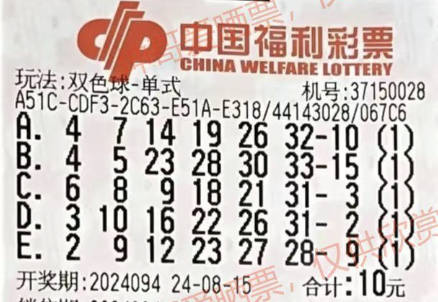 中国福利彩票
CHINA WELFARE LOTTERY
玩法:双色球-单式 机号:37150028
A51C-CDF3-2C63-E51A-E318/44143028/067C6
A. 4 7 14 19 26 32-10 (1)
B. 4 5 23 28 30 33-15 (1)
C. 6 8 9 18 21 31- 3 (1)
D. 3 10 16 22 26 31- 2 (1)
E. 2 9 12 23 27 28- 9 (1)
开奖期:2024094 24-08-15 合计:10元